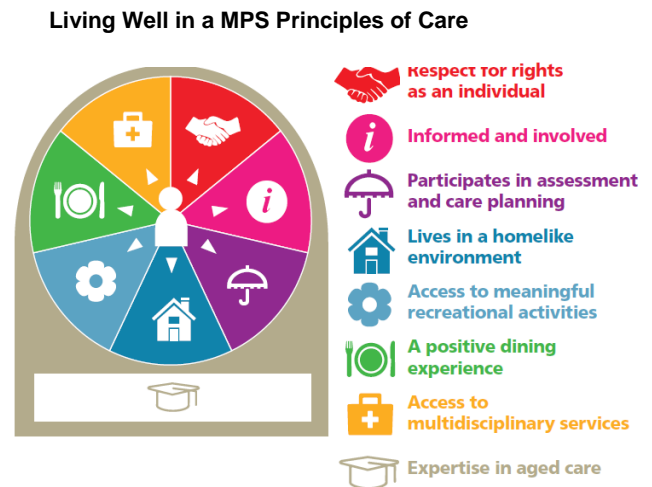 Living Well in a MPS Principles of Care
Respect for rights
as an individual
i
i
Informed and involved
Participates in assessment
and care planning
Lives in a homelike
environment
Access to meaningful
recreational activities
A positive dining
experience
Access to
multidisciplinary services
Expertise in aged care